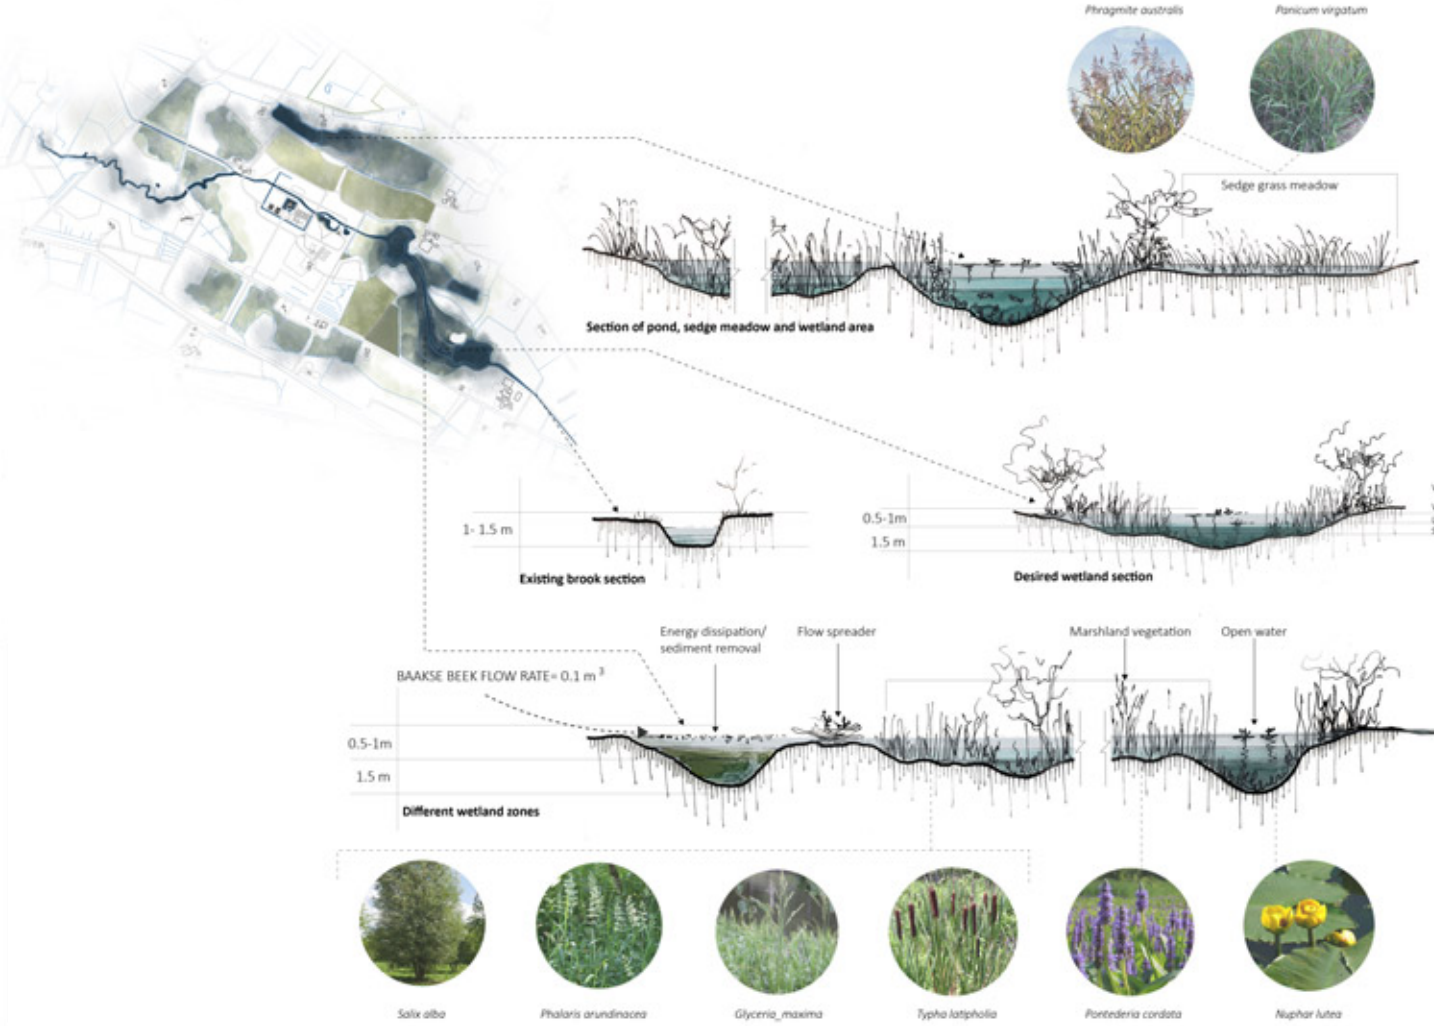 Phragmite australis
Panicum virgatum
Sedge grass meadow
Section of pond, sedge meadow and wetland area
1- 1.5 m
Existing brook section
0.5-1m
1.5 m
Desired wetland section
Energy dissipation/
sediment removal
Flow spreader
Marshland vegetation
Open water
BAAKSE BEEK FLOW RATE= 0.1 m 3
0.5-1m
1.5 m
Different wetland zones
Salix alba
Phalaris arundinacea
Glyceria_maxima
Typha latipholia
Pontederia cordata
Nuphar lutea